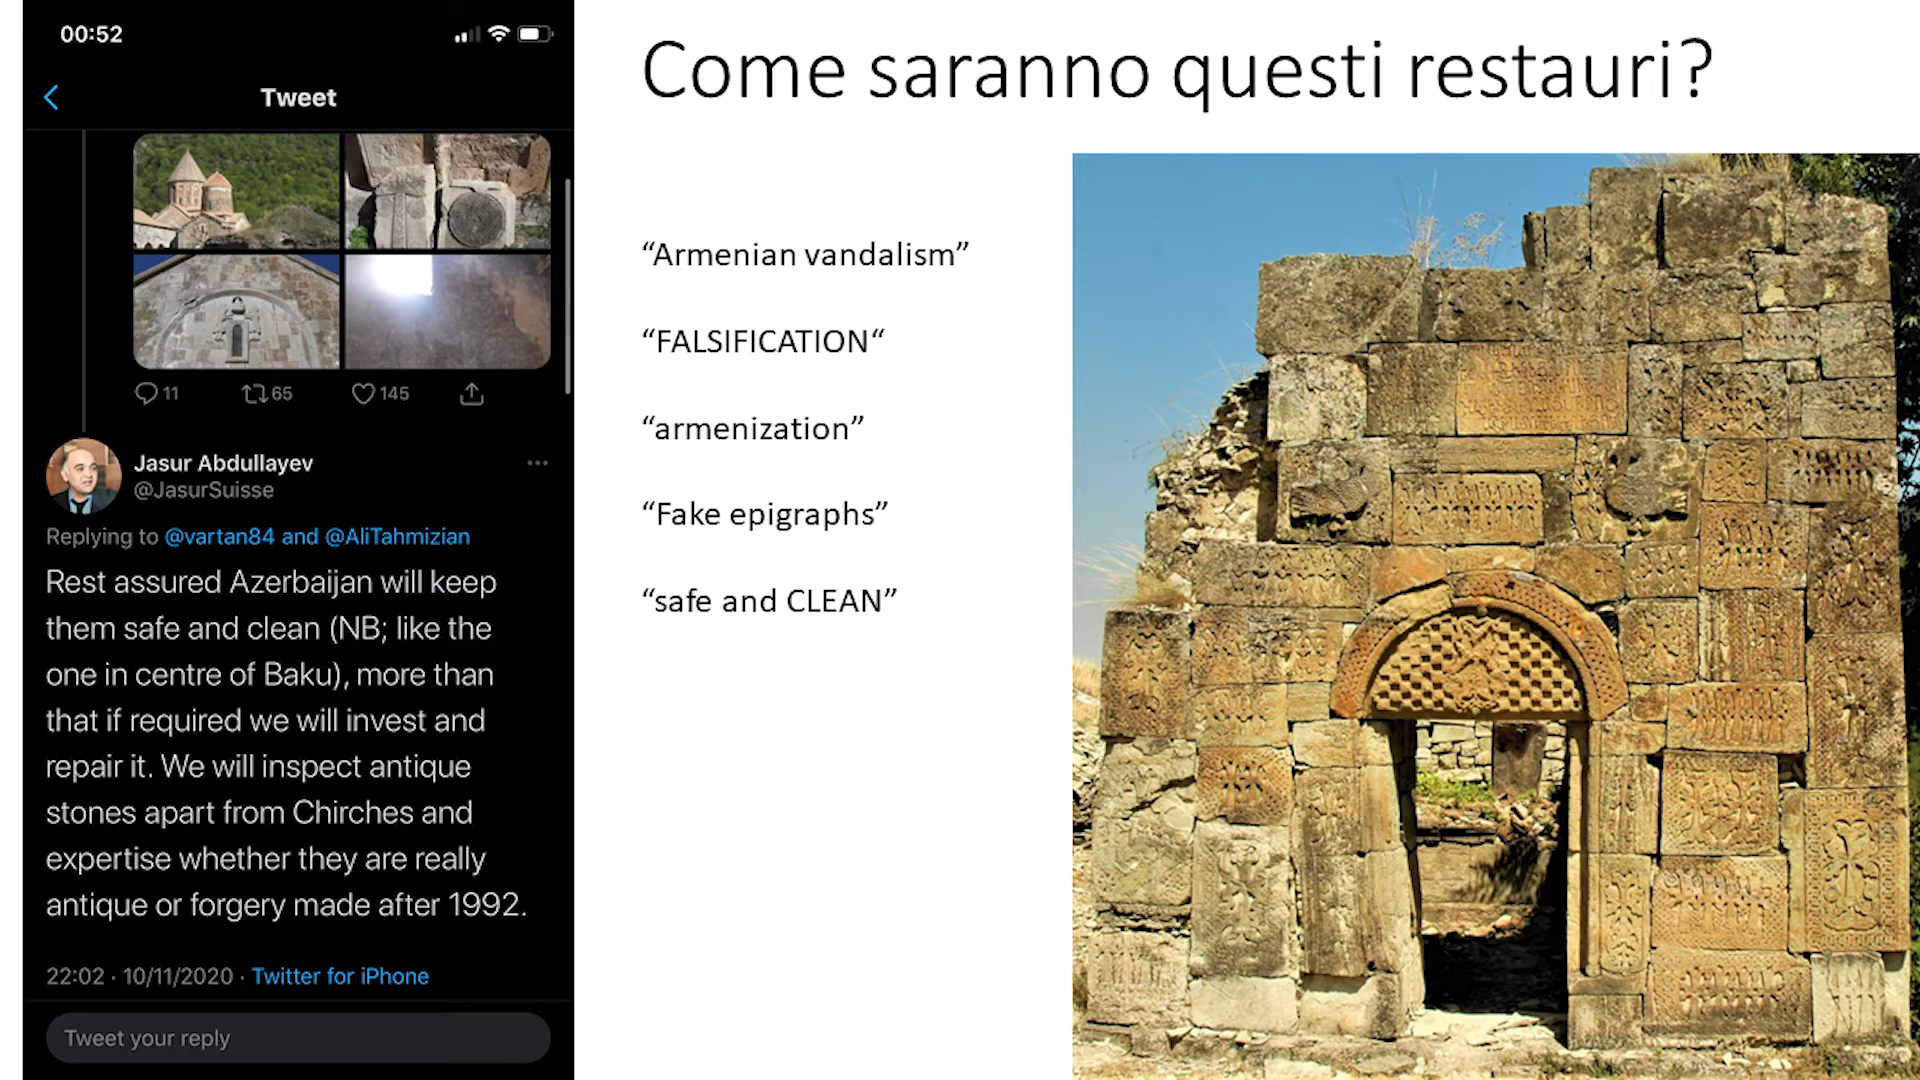 00:52
Tweet
11 65 145
Jasur Abdullayev
@JasurSuisse
Replying to @vartan84 and @AliTahmizian
Rest assured Azerbaijan will keep
them safe and clean (NB; like the
one in centre of Baku), more than
that if required we will invest and
repair it. We will inspect antique
stones apart from Chirches and
expertise whether they are really
antique or forgery made after 1992.
22:02 · 10/11/2020 · Twitter for iPhone
Tweet your reply
Come saranno questi restauri?
“Armenian vandalism”
“FALSIFICATION“
“armenization”
“Fake epigraphs”
“safe and CLEAN”